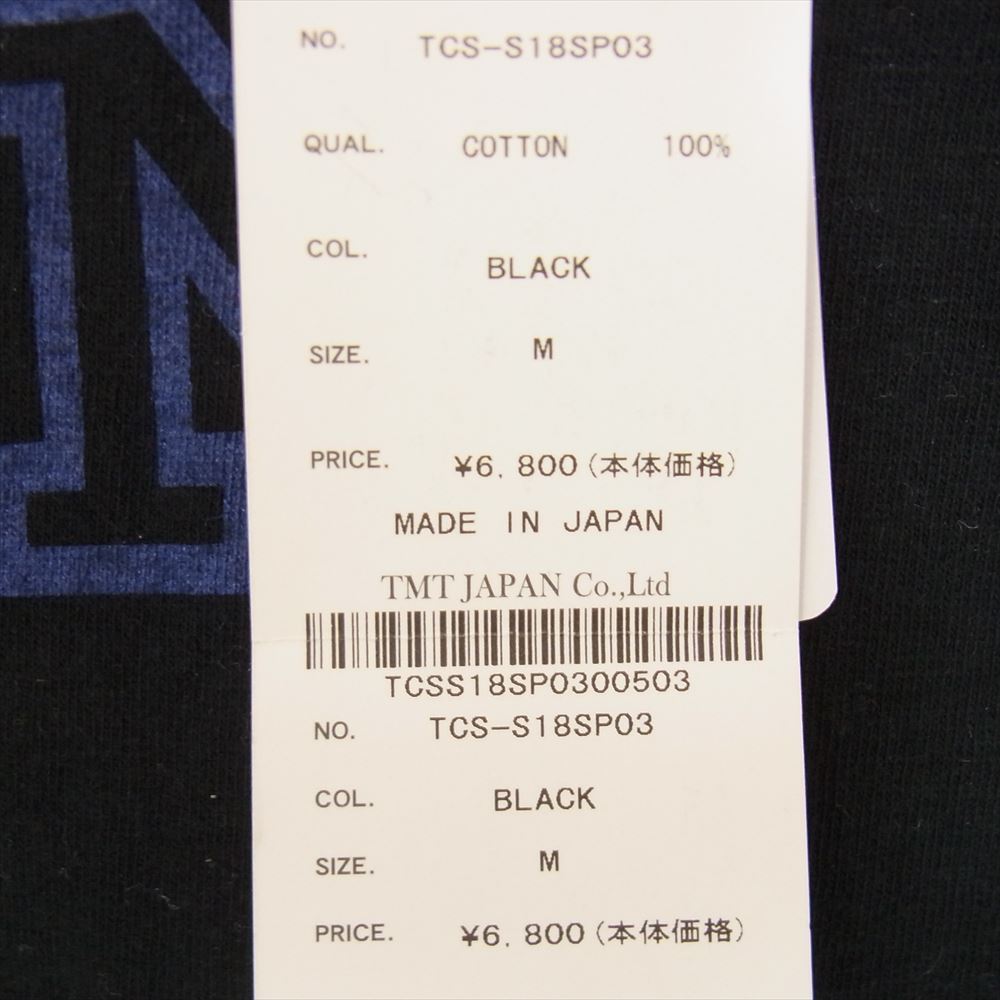 NO. TCS-S18SP03
QUAL. COTTON 100%
COL. BLACK
SIZE. M
PRICE. ¥6,800(本体価格)
MADE IN JAPAN
TMT JAPAN Co.,Ltd
TCSS18SP0300503
NO. TCS-S18SP03
COL. BLACK
SIZE. M
PRICE. ¥6,800(本体価格)